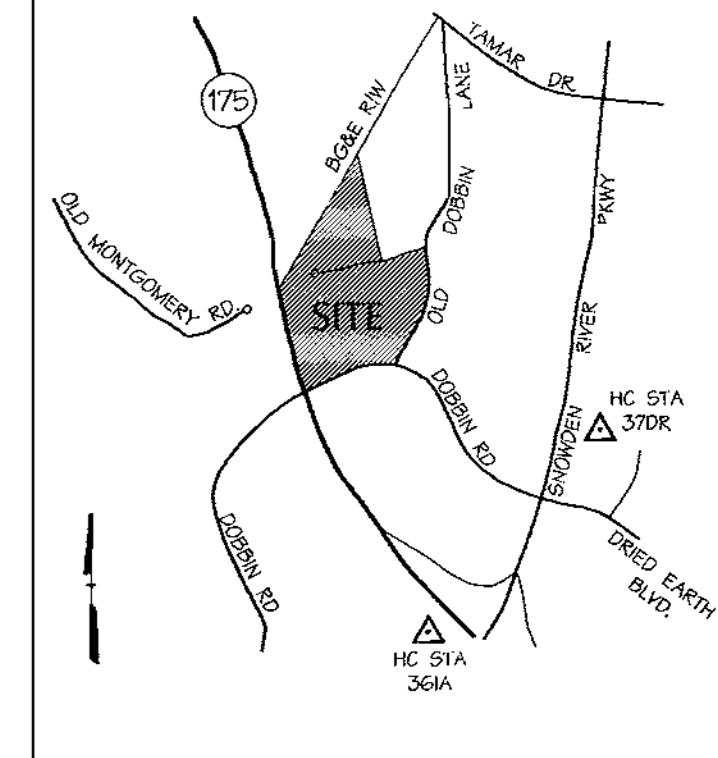 TAMAR DR
175
BG&E R/W
LANE
DOBBIN
OLD
PKWY
RIVER
SNOWDEN
OLD MONTGOMERY RD.
SITE
DOBBIN RD
HC STA
37DR
DOBBIN RD
DRIED EARTH
BLVD.
HC STA
361A